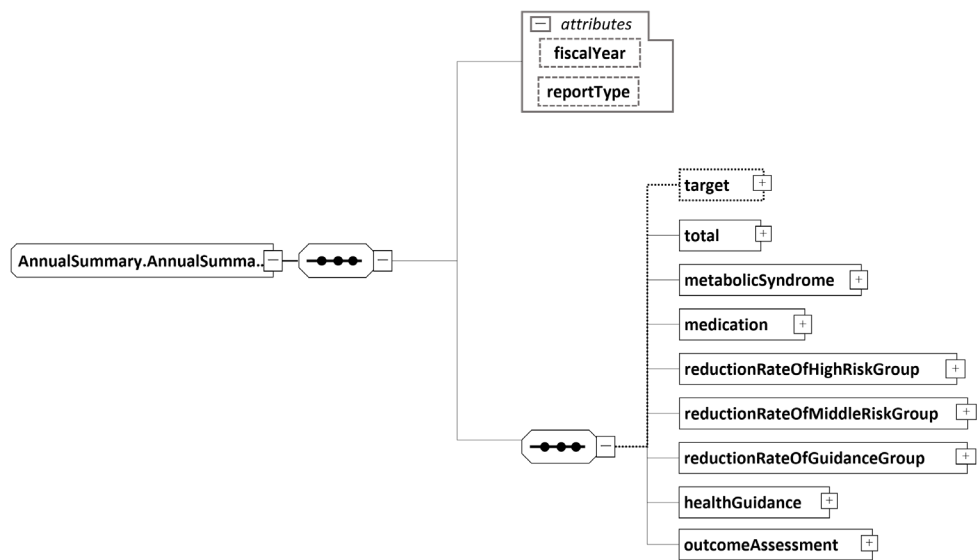 attributes
fiscalYear
reportType
AnnualSummary.AnnualSumma..
target
total
metabolicSyndrome
medication
reductionRateOfHighRiskGroup
reductionRateOfMiddleRiskGroup
reductionRateOfGuidanceGroup
healthGuidance
outcomeAssessment